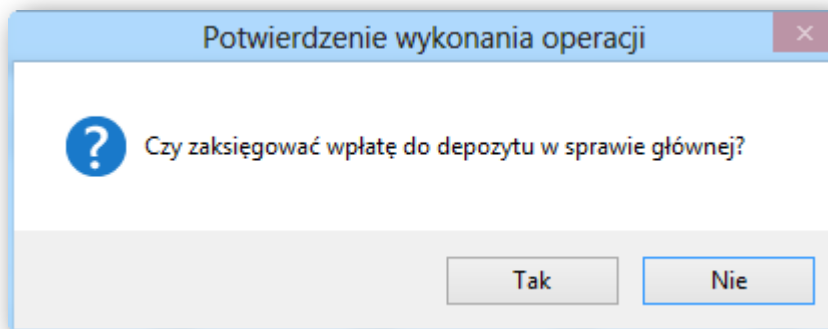 Potwierdzenie wykonania operacji
Czy zaksięgować wpłatę do depozytu w sprawie głównej?
Tak
Nie